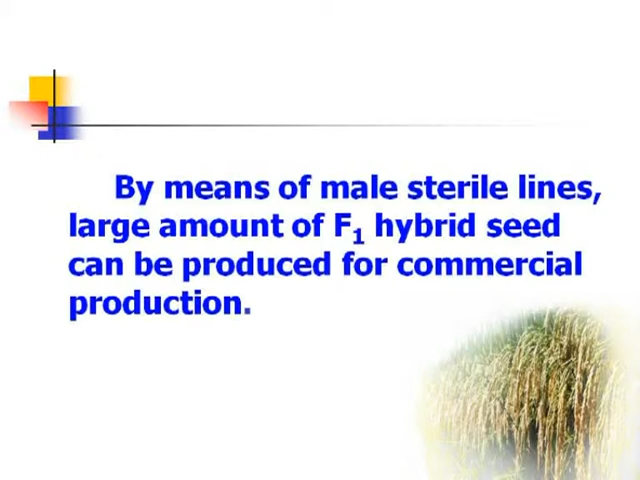 By means of male sterile lines,
large amount of F₁ hybrid seed
can be produced for commercial
production.